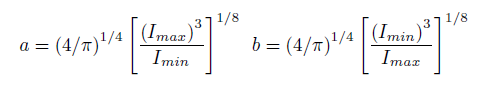 a = (4/π)^{1/4} [ (I_{max})^3 / I_{min} ]^{1/8}   b = (4/π)^{1/4} [ (I_{min})^3 / I_{max} ]^{1/8}